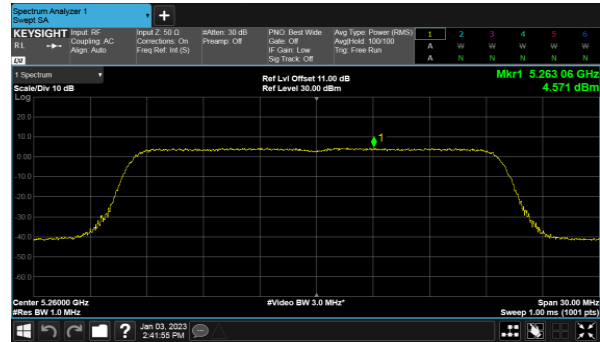 Spectrum Analyzer 1
Swept SA
+
KEYSIGHT Input: RF Input Z: 50 Ω #Atten: 30 dB PNO: Best Wide Avg Type: Power (RMS) 1 2 3 4 5 6
R L Coupling: AC Corrections: On Preamp: Off Gate: Off Avg|Hold: 100/100 A W W W W W
Align: Auto Freq Ref: Int (S) IF Gain: Low Trig: Free Run
LXI Sig Track: Off A N N N N N
1 Spectrum
Ref Lvl Offset 11.00 dB Mkr1 5.263 06 GHz
Scale/Div 10 dB Ref Level 30.00 dBm 4.571 dBm
Log
20.0
10.0
1
0.00
-10.0
-20.0
-30.0
-40.0
-50.0
-60.0
Center 5.26000 GHz #Video BW 3.0 MHz* Span 30.00 MHz
#Res BW 1.0 MHz Sweep 1.00 ms (1001 pts)
? Jan 03, 2023
2:41:55 PM